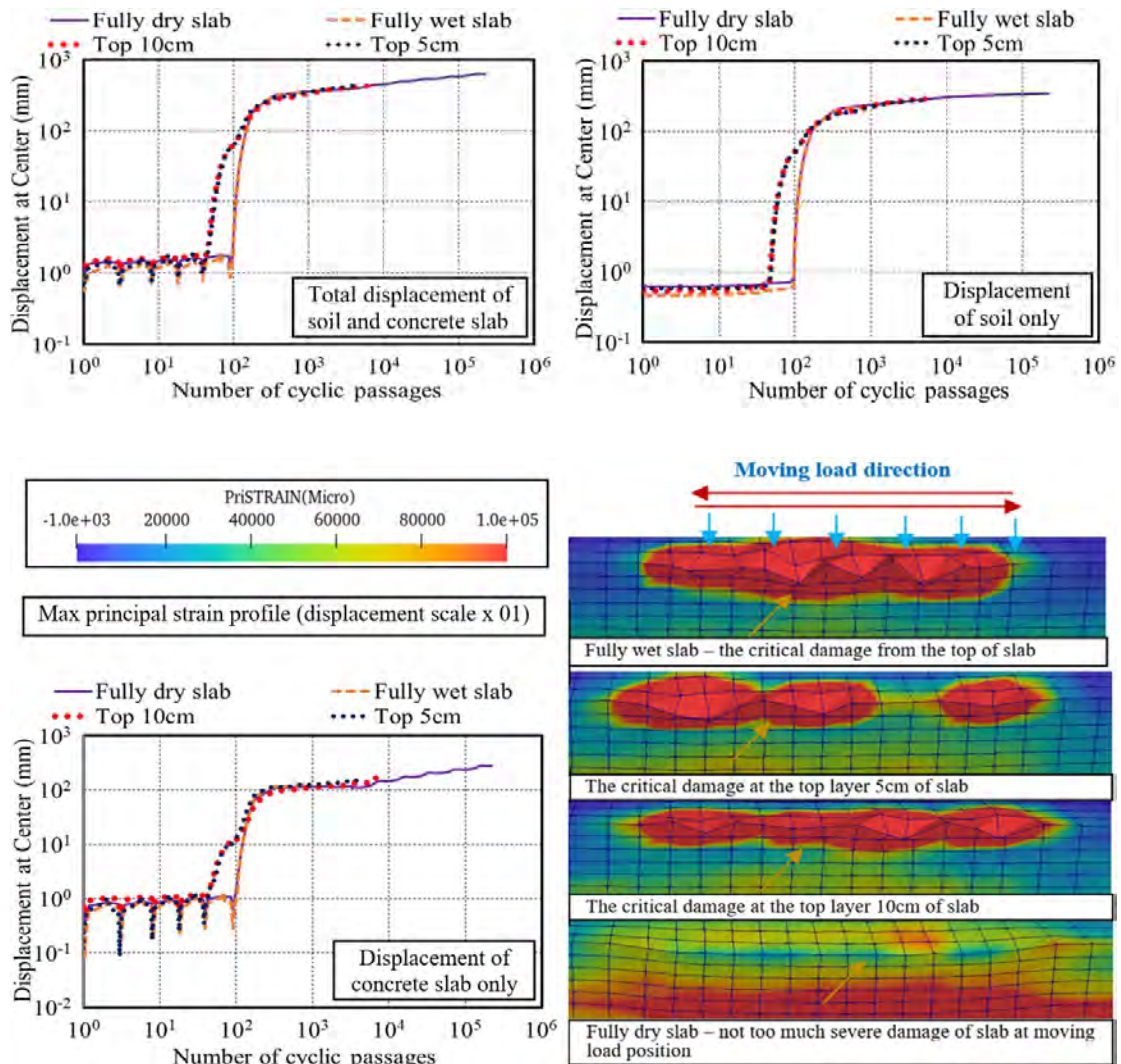 Fully dry slab
Fully wet slab
Top 10cm
Top 5cm
Displacement at Center (mm)
10³
10²
10¹
10⁰
10⁻¹
Total displacement of
soil and concrete slab
10⁰ 10¹ 10² 10³ 10⁴ 10⁵ 10⁶
Number of cyclic passages
Fully dry slab
Fully wet slab
Top 10cm
Top 5cm
Displacement at Center (mm)
10³
10²
10¹
10⁰
10⁻¹
Displacement
of soil only
10⁰ 10¹ 10² 10³ 10⁴ 10⁵ 10⁶
Number of cyclic passages
PriSTRAIN(Micro)
-1.0e+03 20000 40000 60000 80000 1.0e+05
Max principal strain profile (displacement scale x 01)
Fully dry slab
Fully wet slab
Top 10cm
Top 5cm
Displacement at Center (mm)
10³
10²
10¹
10⁰
10⁻¹
10⁻²
Displacement of
concrete slab only
10⁰ 10¹ 10² 10³ 10⁴ 10⁵ 10⁶
Number of cyclic passages
Moving load direction
Fully wet slab – the critical damage from the top of slab
The critical damage at the top layer 5cm of slab
The critical damage at the top layer 10cm of slab
Fully dry slab – not too much severe damage of slab at moving
load position